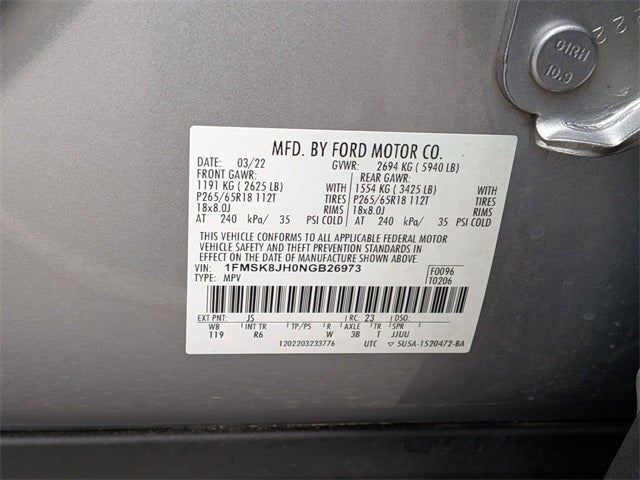 22
01RH
10.9
MFD. BY FORD MOTOR CO.
DATE: 03/22 GVWR: 2694 KG ( 5940 LB)
FRONT GAWR: REAR GAWR:
1191 KG ( 2625 LB) WITH 1554 KG ( 3425 LB) WITH
P265/65R18 112T TIRES P265/65R18 112T TIRES
18x8.0J RIMS 18x8.0J RIMS
AT 240 kPa/ 35 PSI COLD AT 240 kPa/ 35 PSI COLD
THIS VEHICLE CONFORMS TO ALL APPLICABLE FEDERAL MOTOR
VEHICLE SAFETY AND THEFT PREVENTION STANDARDS IN
EFFECT ON THE DATE OF MANUFACTURE SHOWN ABOVE.
VIN: 1FMSK8JH0NGB26973 F0096
TYPE: MPV T0206
EXT PNT: JS RC: 23 DSO:
WB INT TR TP/PS R AXLE TR SPR
119 R6 W 3B T JJUU
1202203233776 UTC 5U5A-1520472-BA